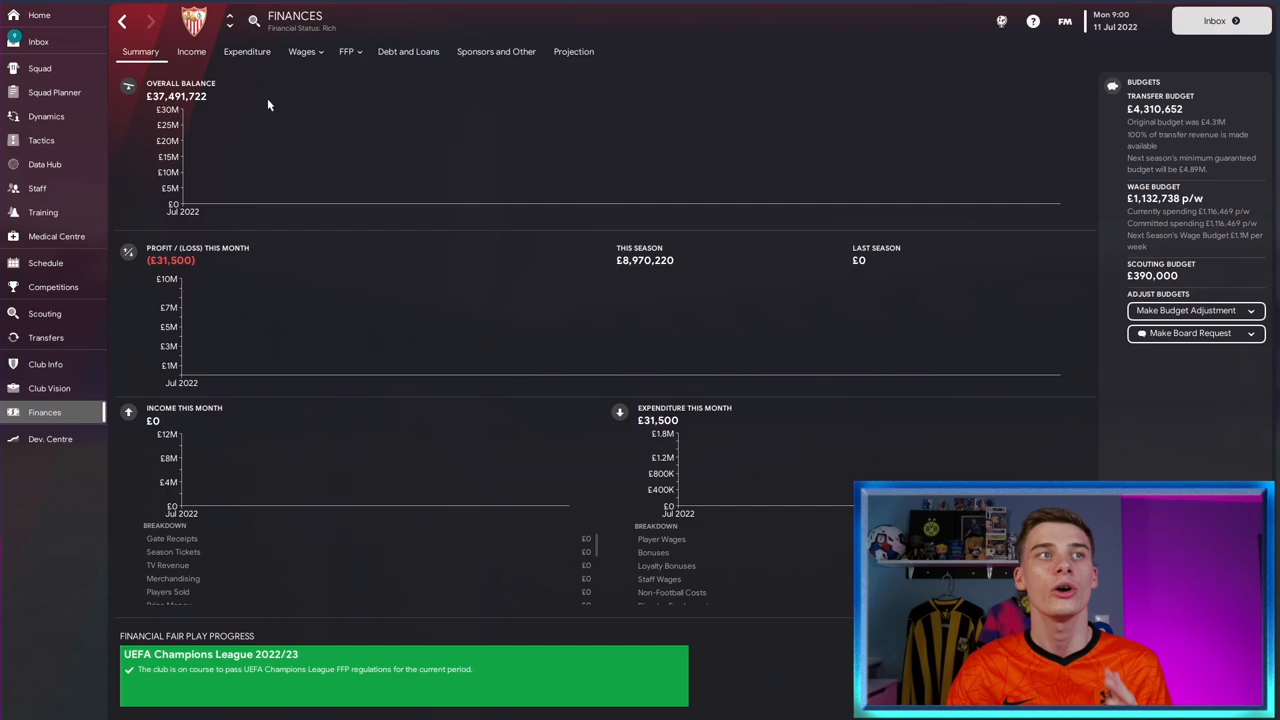 FINANCES
Financial Status: Rich
FM
Mon 9:00
11 Jul 2022
Inbox
9
Home
Inbox
Squad
Squad Planner
Dynamics
Tactics
Data Hub
Staff
Training
Medical Centre
Schedule
Competitions
Scouting
Transfers
Club Info
Club Vision
Finances
Dev. Centre
Summary
Income
Expenditure
Wages
FFP
Debt and Loans
Sponsors and Other
Projection
OVERALL BALANCE
£37,491,722
£30M
£25M
£20M
£15M
£10M
£5M
£0
Jul 2022
PROFIT / (LOSS) THIS MONTH
(£31,500)
THIS SEASON
£8,970,220
LAST SEASON
£0
£10M
£7M
£5M
£3M
£1M
Jul 2022
INCOME THIS MONTH
£0
£12M
£8M
£4M
£0
Jul 2022
BREAKDOWN
Gate Receipts £0
Season Tickets £0
TV Revenue £0
Merchandising £0
Players Sold £0
Prize Money £0
EXPENDITURE THIS MONTH
£31,500
£1.8M
£1.2M
£800K
£400K
£0
Jul 2022
BREAKDOWN
Player Wages
Bonuses
Loyalty Bonuses
Staff Wages
Non-Football Costs
FINANCIAL FAIR PLAY PROGRESS
UEFA Champions League 2022/23
The club is on course to pass UEFA Champions League FFP regulations for the current period.
BUDGETS
TRANSFER BUDGET
£4,310,652
Original budget was £4.31M
100% of transfer revenue is made
available
Next season's minimum guaranteed
budget will be £4.89M.
WAGE BUDGET
£1,132,738 p/w
Currently spending £1,116,469 p/w
Committed spending £1,116,469 p/w
Next Season's Wage Budget £1.1M per
week
SCOUTING BUDGET
£390,000
ADJUST BUDGETS
Make Budget Adjustment
Make Board Request